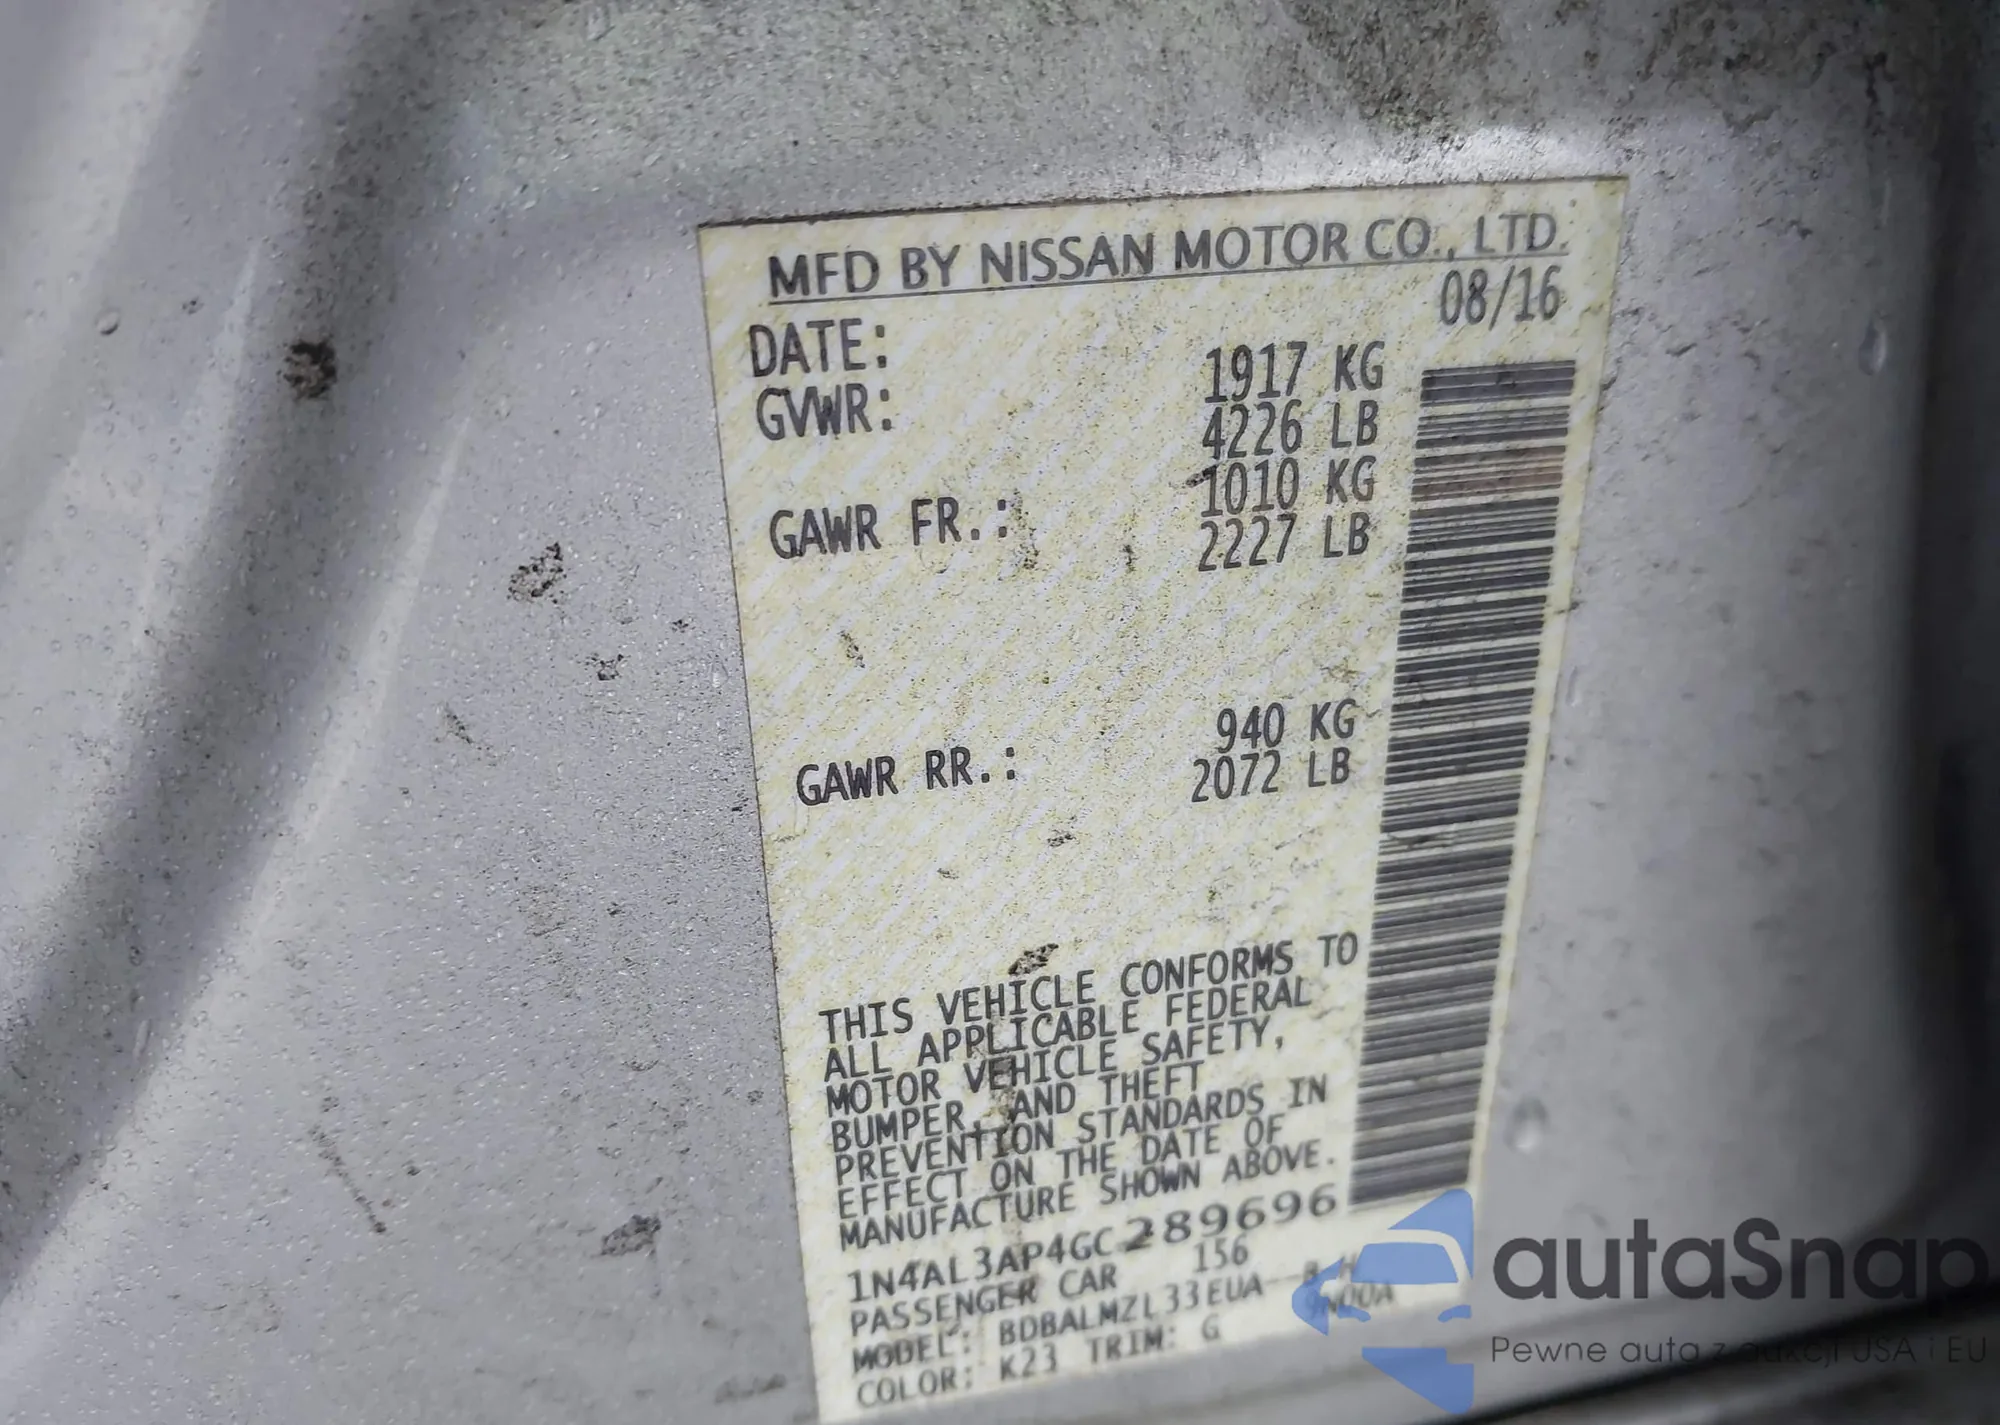 MFD BY NISSAN MOTOR CO., LTD.
DATE: 08/16
GVWR: 1917 KG
4226 LB
GAWR FR.: 1010 KG
2227 LB
GAWR RR.: 940 KG
2072 LB
THIS VEHICLE CONFORMS TO
ALL APPLICABLE FEDERAL
MOTOR VEHICLE SAFETY,
BUMPER, AND THEFT
PREVENTION STANDARDS IN
EFFECT ON THE DATE OF
MANUFACTURE SHOWN ABOVE.
1N4AL3AP4GC289696
PASSENGER CAR 156
MODEL: BDBALMZL33EUA
COLOR: K23 TRIM: G
autaSnap
Pewne auta z aukcji USA i EU